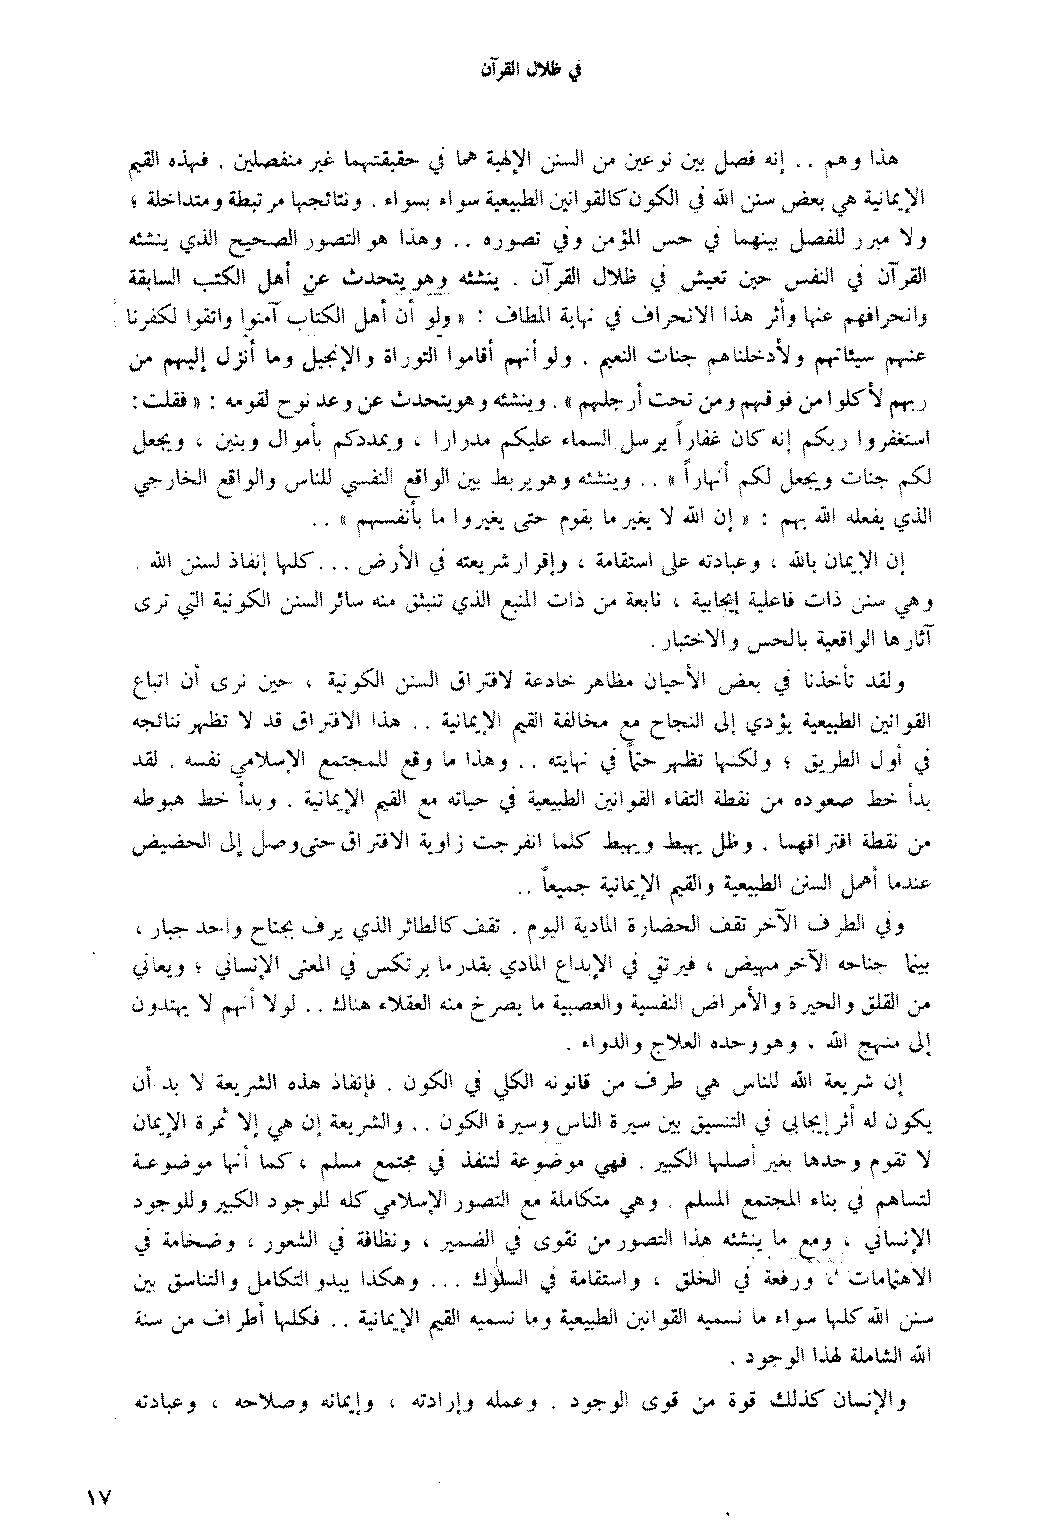 في ظلال القرآن
هذا وهم .. إنه فصل بين نوعين من السنن الإلهية هما في حقيقتهما غير منفصلين . فهذه القيم
الإيمانية هي بعض سنن الله في الكون كالقوانين الطبيعية سواء بسواء . ونتائجها مرتبطة ومتداخلة ؛
ولا مبرر للفصل بينهما في حس المؤمن وفي تصوره .. وهذا هو التصور الصحيح الذي ينشئه
القرآن في النفس حين تعيش في ظلال القرآن . ينشئه وهو يتحدث عن أهل الكتب السابقة
وانحرافهم عنها وأثر هذا الانحراف في نهاية المطاف : « ولو أن أهل الكتاب آمنوا واتقوا لكفرنا
عنهم سيئاتهم ولأدخلناهم جنات النعيم . ولو أنهم أقاموا التوراة والإنجيل وما أنزل إليهم من
ربهم لأكلوا من فوقهم ومن تحت أرجلهم » . وينشئه وهو يتحدث عن وعد نوح لقومه : « فقلت :
استغفروا ربكم إنه كان غفاراً يرسل السماء عليكم مدرارا ، ويمددكم بأموال وبنين ، ويجعل
لكم جنات ويجعل لكم أنهاراً » .. وينشئه وهو يربط بين الواقع النفسي للناس والواقع الخارجي
الذي يفعله الله بهم : « إن الله لا يغير ما بقوم حتى يغيروا ما بأنفسهم » ..
إن الإيمان بالله ، وعبادته على استقامة ، وإقرار شريعته في الأرض ... كلها إنفاذ لسنن الله .
وهي سنن ذات فاعلية إيجابية ، نابعة من ذات المنبع الذي تنبثق منه سائر السنن الكونية التي نرى
آثارها الواقعية بالحس والاختبار .
ولقد تأخذنا في بعض الأحيان مظاهر خادعة لافتراق السنن الكونية ، حين نرى أن اتباع
القوانين الطبيعية يؤدي إلى النجاح مع مخالفة القيم الإيمانية .. هذا الافتراق قد لا تظهر نتائجه
في أول الطريق ؛ ولكنها تظهر حتماً في نهايته .. وهذا ما وقع للمجتمع الإسلامي نفسه . لقد
بدأ خط صعوده من نقطة التقاء القوانين الطبيعية في حياته مع القيم الإيمانية . وبدأ خط هبوطه
من نقطة افتراقهما . وظل يهبط ويهبط كلما انفرجت زاوية الافتراق حتى وصل إلى الحضيض
عندما أهمل السنن الطبيعية والقيم الإيمانية جميعاً ..
وفي الطرف الآخر تقف الحضارة المادية اليوم . تقف كالطائر الذي يرف بجناح واحد جبار ،
بينما جناحه الآخر مهيض ، فيرتقي في الإبداع المادي بقدر ما يرتكس في المعنى الإنساني ؛ ويعاني
من القلق والحيرة والأمراض النفسية والعصبية ما يصرخ منه العقلاء هناك .. لولا أنهم لا يهتدون
إلى منهج الله . وهو وحده العلاج والدواء .
إن شريعة الله للناس هي طرف من قانونه الكلي في الكون . فإنفاذ هذه الشريعة لا بد أن
يكون له أثر إيجابي في التنسيق بين سيرة الناس وسيرة الكون .. والشريعة إن هي إلا ثمرة الإيمان
لا تقوم وحدها بغير أصلها الكبير . فهي موضوعة لتنفذ في مجتمع مسلم ، كما أنها موضوعة
لتساهم في بناء المجتمع المسلم . وهي متكاملة مع التصور الإسلامي كله للوجود الكبير وللوجود
الإنساني ، ومع ما ينشئه هذا التصور من تقوى في الضمير ، ونظافة في الشعور ، وضخامة في
الاهتمامات ، ورفعة في الخلق ، واستقامة في السلوك ... وهكذا يبدو التكامل والتناسق بين
سنن الله كلها سواء ما نسميه القوانين الطبيعية وما نسميه القيم الإيمانية .. فكلها أطراف من سنة
الله الشاملة لهذا الوجود .
والإنسان كذلك قوة من قوى الوجود . وعمله وإرادته ، وإيمانه وصلاحه ، وعبادته
١٧